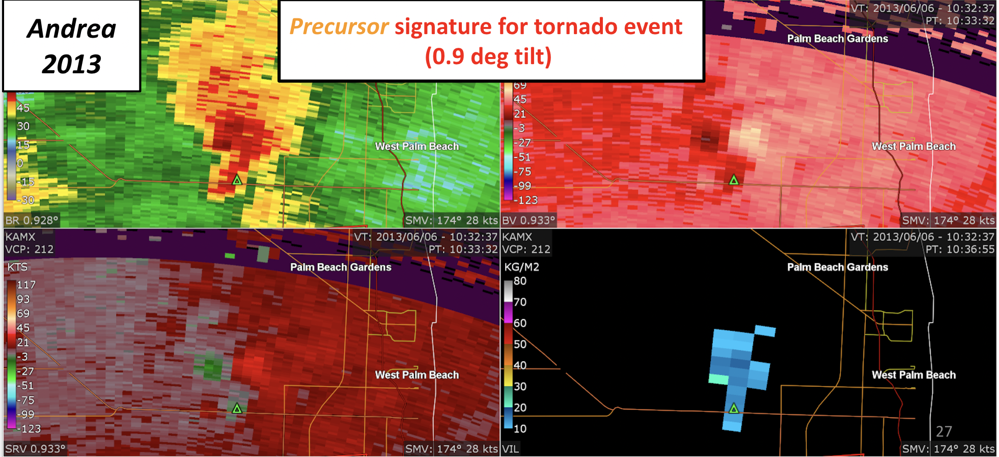 Andrea
2013
Precursor signature for tornado event
(0.9 deg tilt)
45
30
15
0
-15
-30
West Palm Beach
BR 0.928°
SMV: 174° 28 kts
VT: 2013/06/06 - 10:32:37
PT: 10:33:32
Palm Beach Gardens
69
45
21
-3
-27
-51
-75
-99
-123
West Palm Beach
BV 0.933°
SMV: 174° 28 kts
KAMX
VCP: 212
VT: 2013/06/06 - 10:32:37
PT: 10:33:32
KTS
Palm Beach Gardens
117
93
69
45
21
-3
-27
-51
-75
-99
-123
West Palm Beach
SRV 0.933°
SMV: 174° 28 kts
KAMX
VCP: 212
VT: 2013/06/06 - 10:32:37
PT: 10:36:55
KG/M2
Palm Beach Gardens
80
70
60
50
40
30
20
10
West Palm Beach
27
VIL
SMV: 174° 28 kts